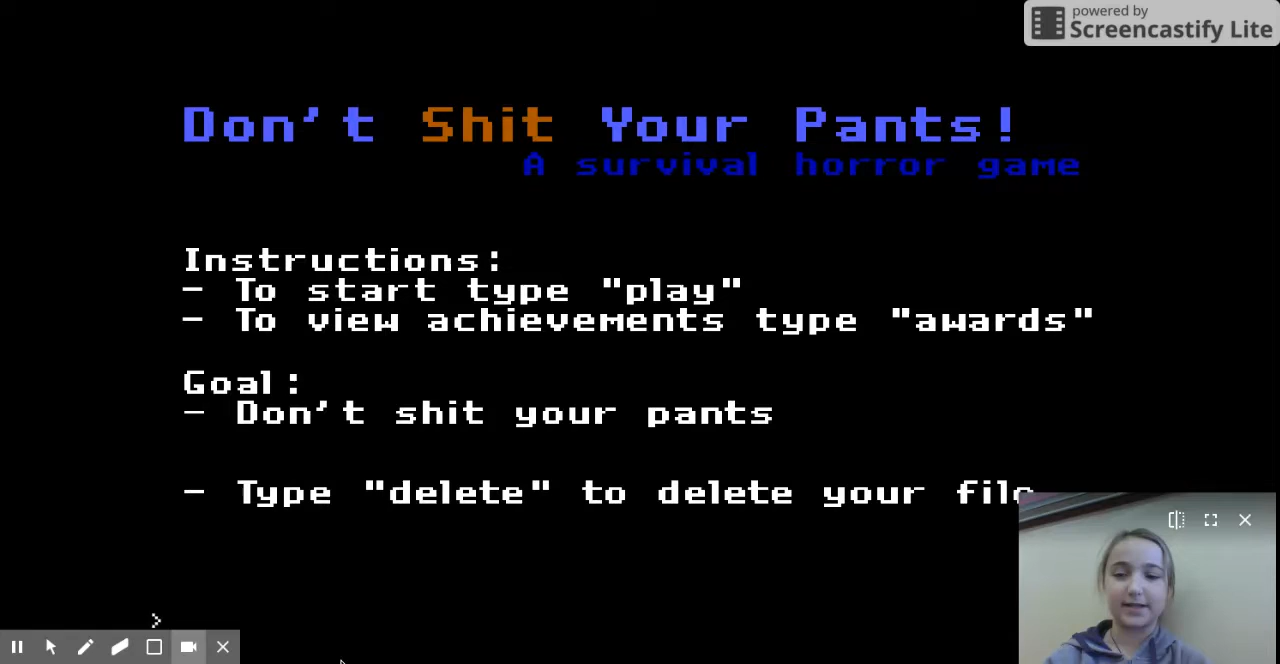 powered by
Screencastify Lite
Don't Shit Your Pants!
A survival horror game
Instructions:
- To start type "play"
- To view achievements type "awards"
Goal:
- Don't shit your pants
- Type "delete" to delete your file
>